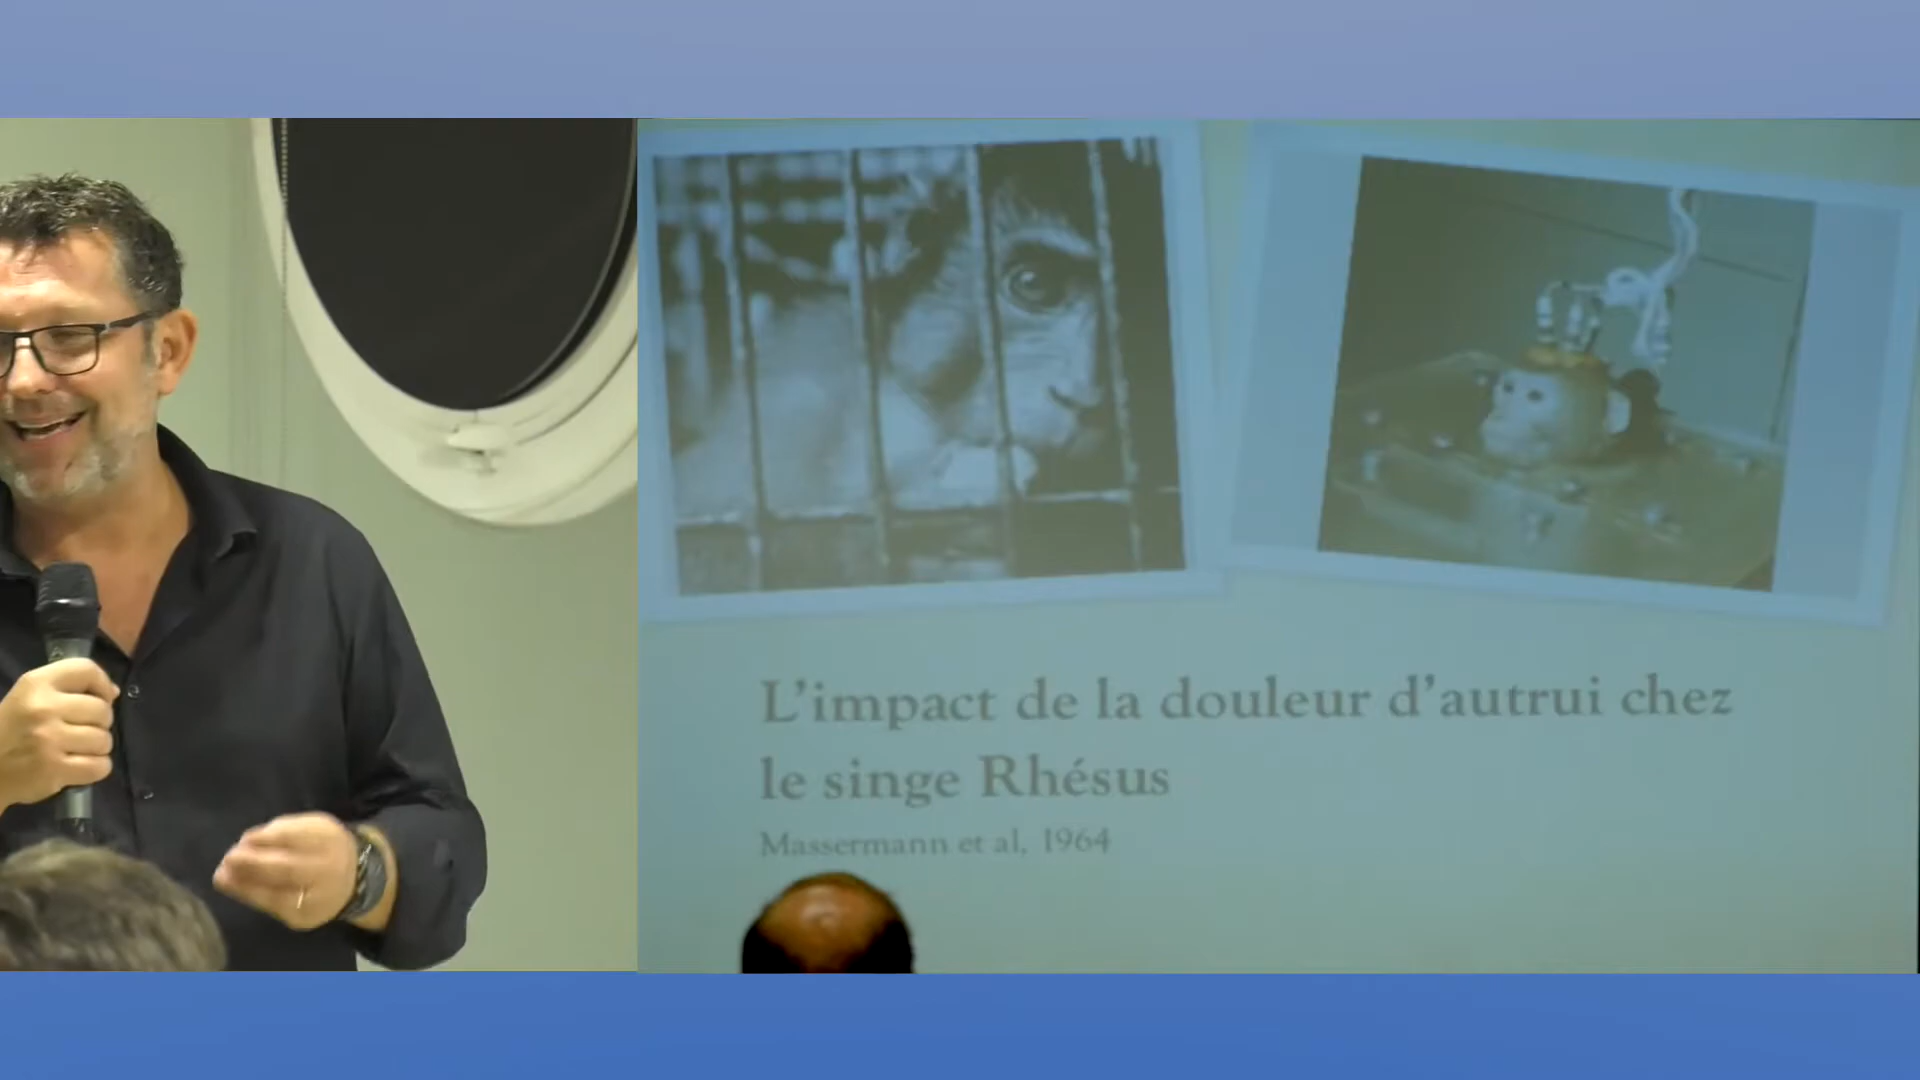 L'impact de la douleur d'autrui chez
le singe Rhésus
Massermann et al, 1964